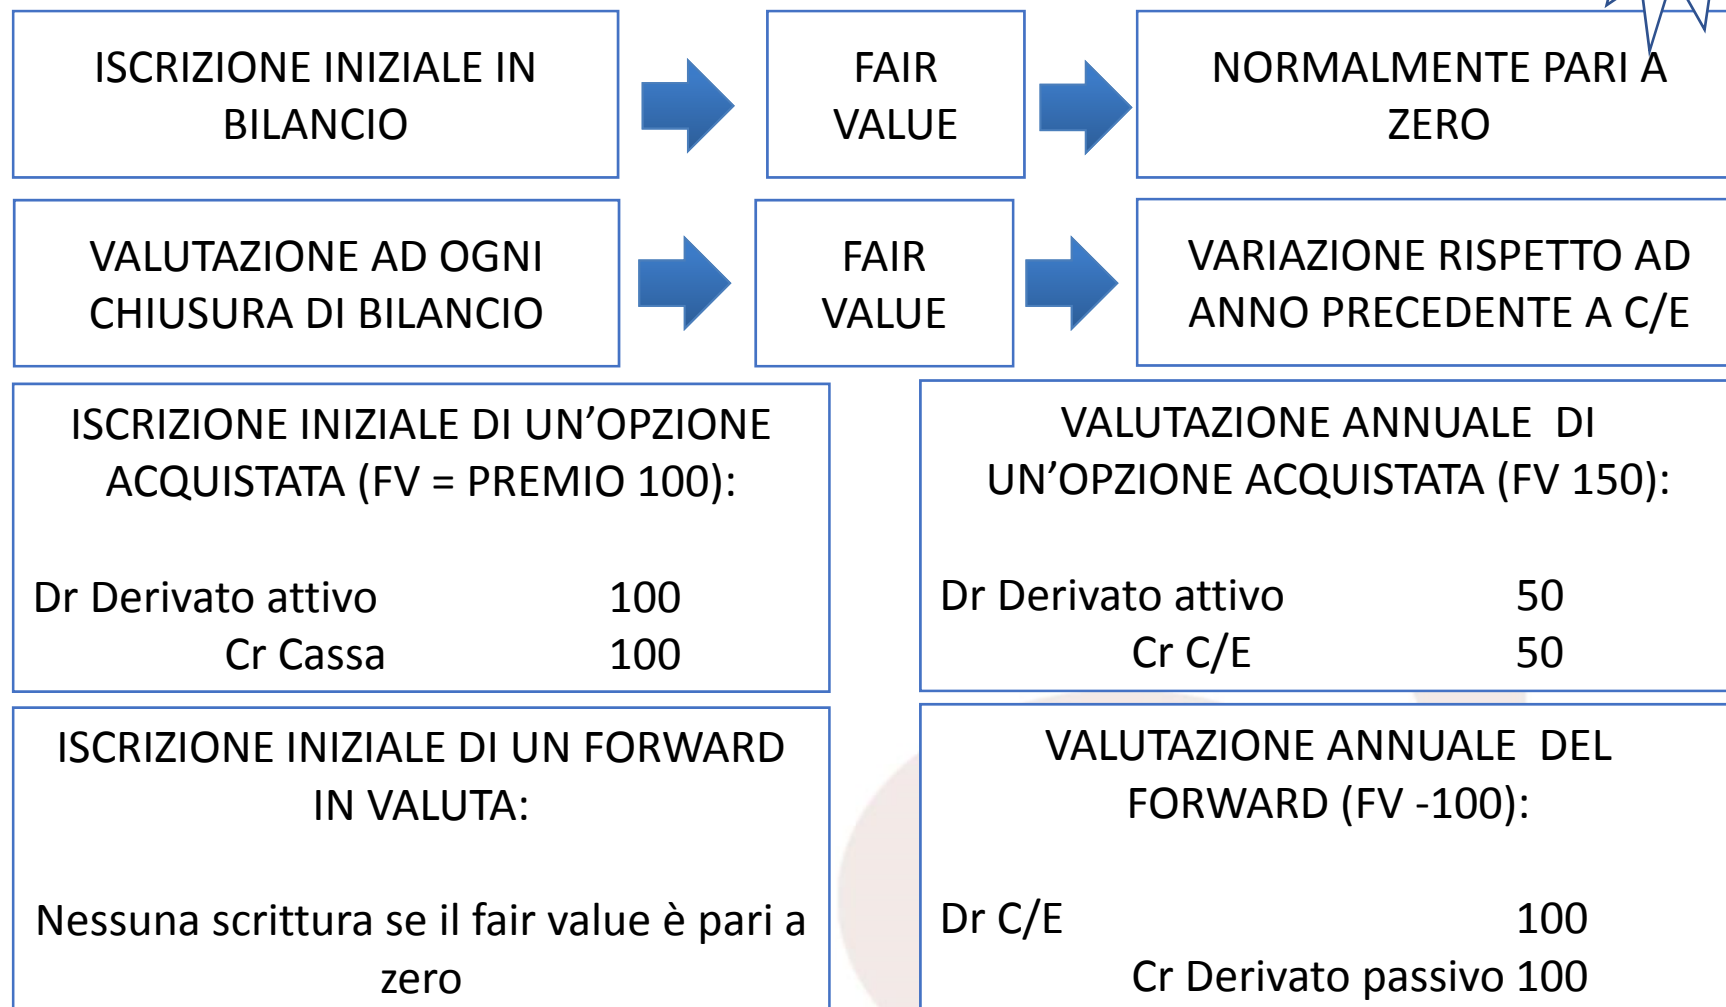 ISCRIZIONE INIZIALE IN
BILANCIO
FAIR
VALUE
NORMALMENTE PARI A
ZERO
VALUTAZIONE AD OGNI
CHIUSURA DI BILANCIO
FAIR
VALUE
VARIAZIONE RISPETTO AD
ANNO PRECEDENTE A C/E
ISCRIZIONE INIZIALE DI UN’OPZIONE
ACQUISTATA (FV = PREMIO 100):
Dr Derivato attivo 100
Cr Cassa 100
VALUTAZIONE ANNUALE DI
UN’OPZIONE ACQUISTATA (FV 150):
Dr Derivato attivo 50
Cr C/E 50
ISCRIZIONE INIZIALE DI UN FORWARD
IN VALUTA:
Nessuna scrittura se il fair value è pari a
zero
VALUTAZIONE ANNUALE DEL
FORWARD (FV -100):
Dr C/E 100
Cr Derivato passivo 100